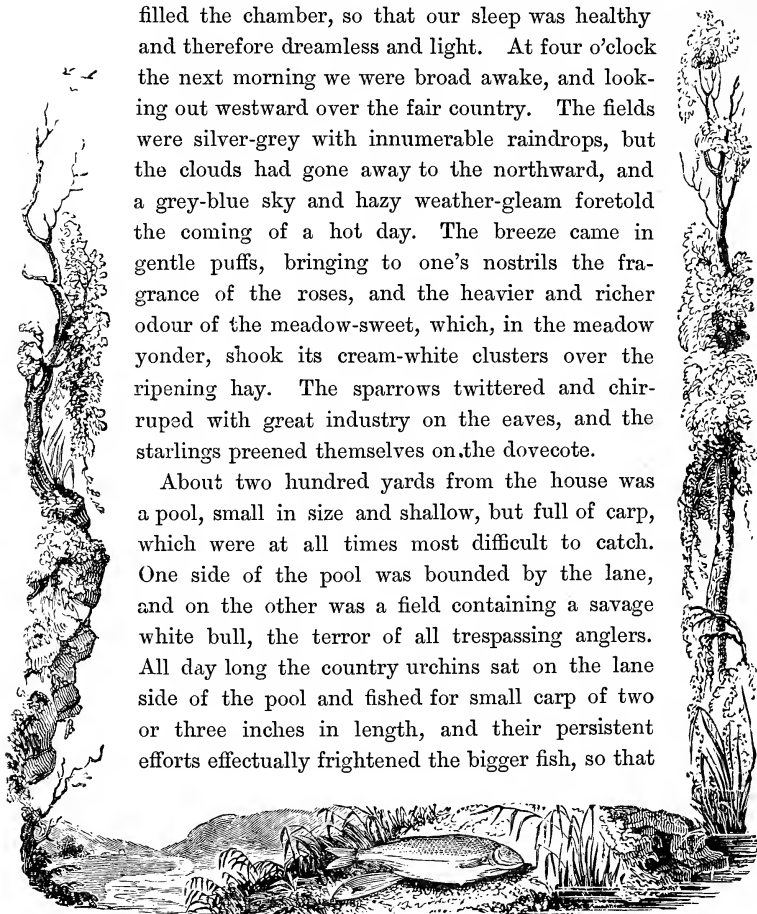 filled the chamber, so that our sleep was healthy
and therefore dreamless and light. At four o’clock
the next morning we were broad awake, and look-
ing out westward over the fair country. The fields
were silver-grey with innumerable raindrops, but
the clouds had gone away to the northward, and
a grey-blue sky and hazy weather-gleam foretold
the coming of a hot day. The breeze came in
gentle puffs, bringing to one’s nostrils the fra-
grance of the roses, and the heavier and richer
odour of the meadow-sweet, which, in the meadow
yonder, shook its cream-white clusters over the
ripening hay. The sparrows twittered and chir-
ruped with great industry on the eaves, and the
starlings preened themselves on the dovecote.
About two hundred yards from the house was
a pool, small in size and shallow, but full of carp,
which were at all times most difficult to catch.
One side of the pool was bounded by the lane,
and on the other was a field containing a savage
white bull, the terror of all trespassing anglers.
All day long the country urchins sat on the lane
side of the pool and fished for small carp of two
or three inches in length, and their persistent
efforts effectually frightened the bigger fish, so that